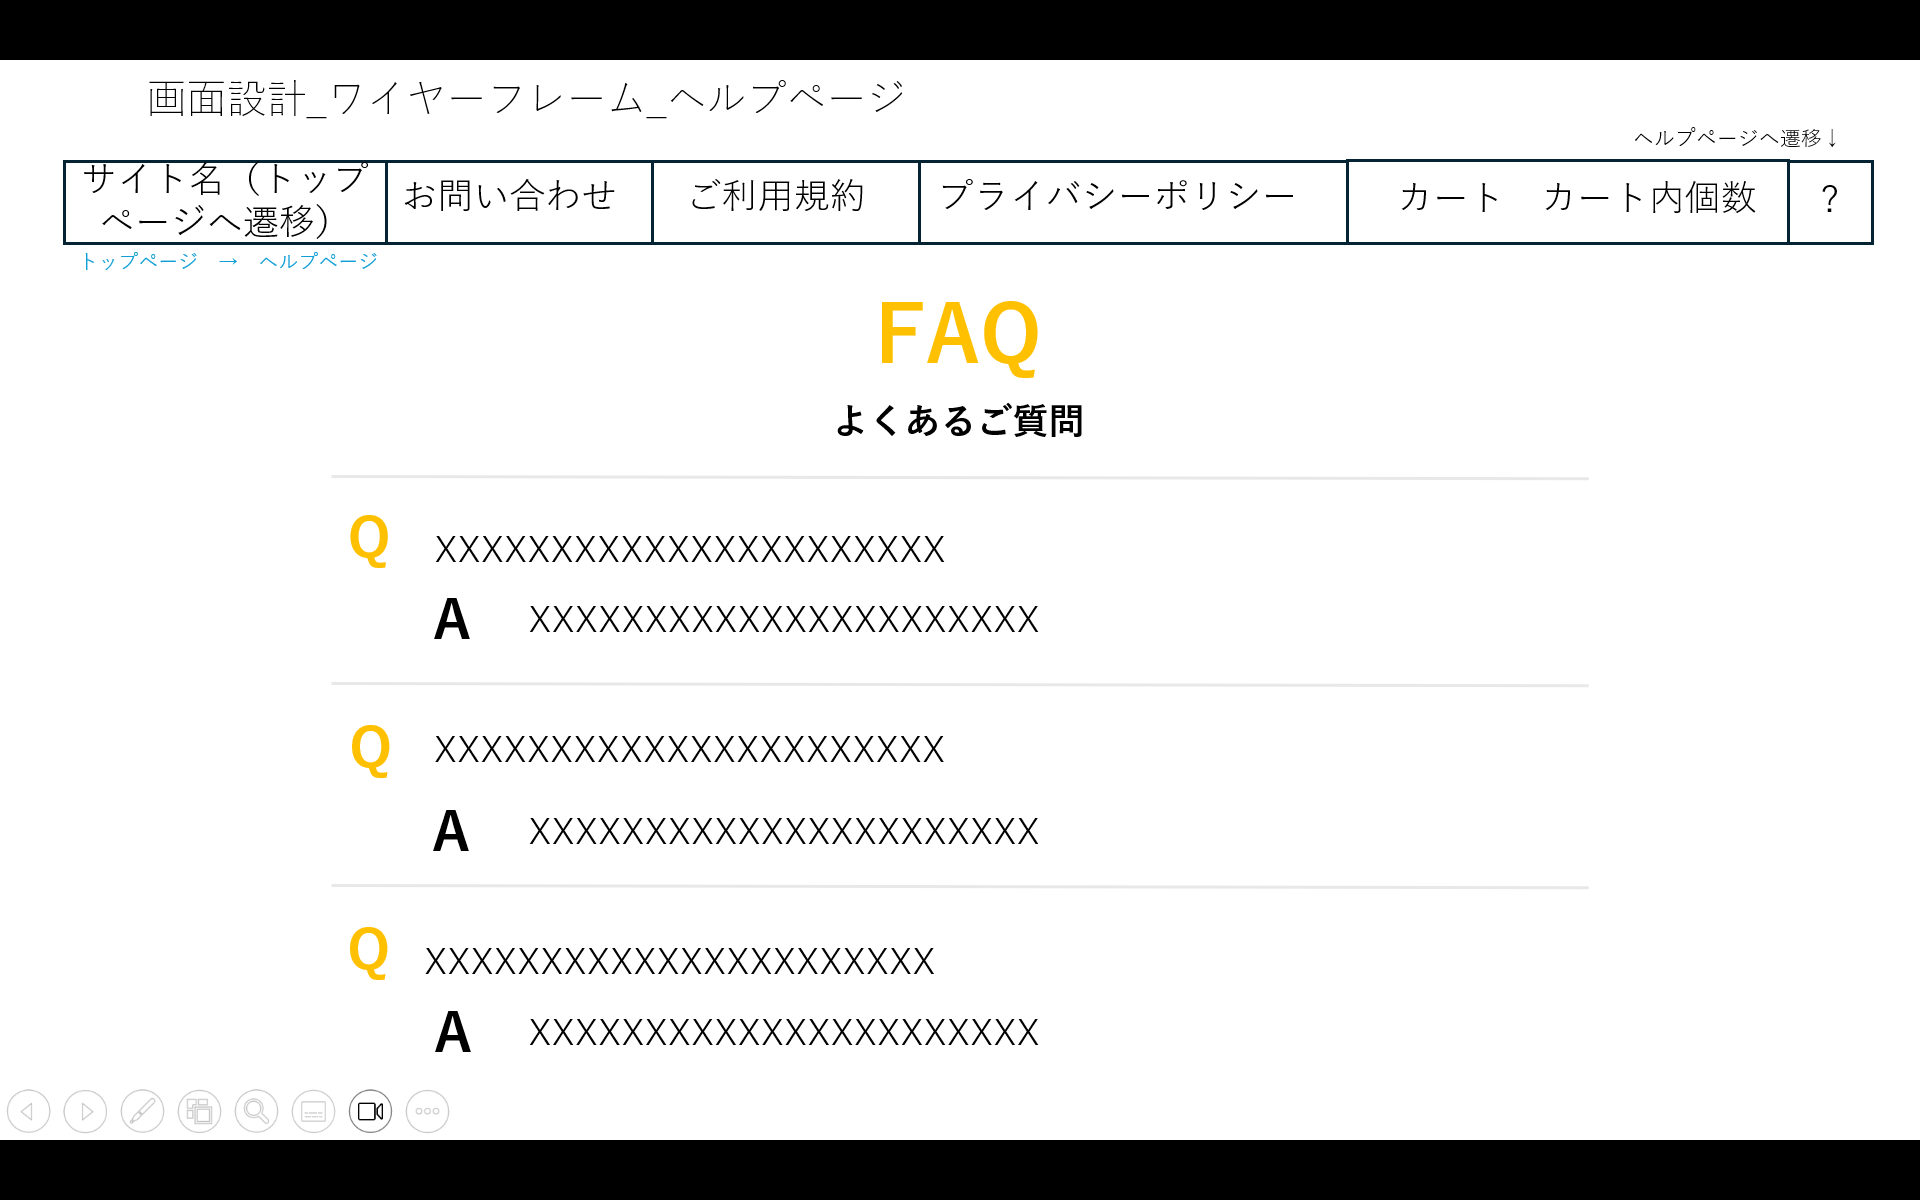 画面設計_ワイヤーフレーム_ヘルプページ
ヘルプページへ遷移↓
サイト名（トップ
ページへ遷移）
お問い合わせ
ご利用規約
プライバシーポリシー
カート　カート内個数
？
トップページ　→　ヘルプページ
FAQ
よくあるご質問
Q XXXXXXXXXXXXXXXXXXXXXX
A XXXXXXXXXXXXXXXXXXXXXX
Q XXXXXXXXXXXXXXXXXXXXXX
A XXXXXXXXXXXXXXXXXXXXXX
Q XXXXXXXXXXXXXXXXXXXXXX
A XXXXXXXXXXXXXXXXXXXXXX